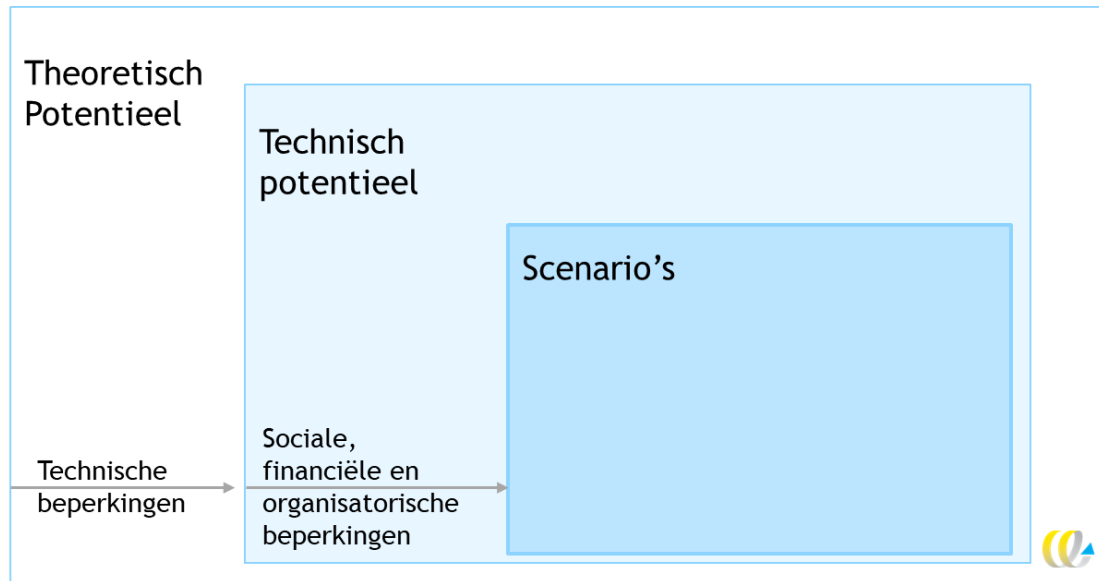 Theoretisch
Potentieel
Technisch
potentieel
Scenario’s
Technische
beperkingen
Sociale,
financiële en
organisatorische
beperkingen